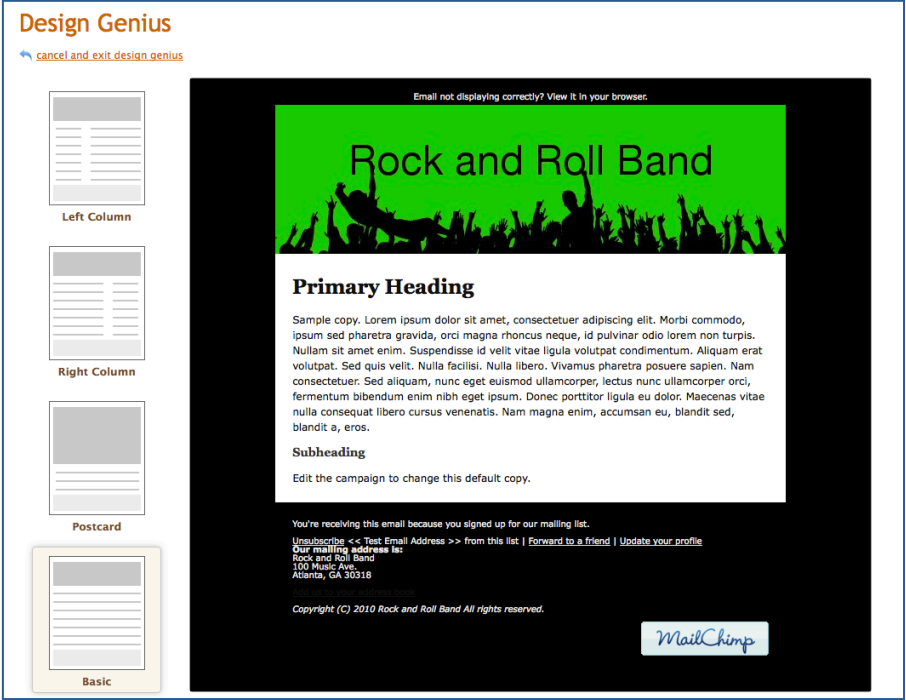 Design Genius
cancel and exit design genius
Left Column
Right Column
Postcard
Basic
Email not displaying correctly? View it in your browser.
Rock and Roll Band
Primary Heading
Sample copy. Lorem ipsum dolor sit amet, consectetuer adipiscing elit. Morbi commodo,
ipsum sed pharetra gravida, orci magna rhoncus neque, id pulvinar odio lorem non turpis.
Nullam sit amet enim. Suspendisse id velit vitae ligula volutpat condimentum. Aliquam erat
volutpat. Sed quis velit. Nulla facilisi. Nulla libero. Vivamus pharetra posuere sapien. Nam
consectetuer. Sed aliquam, nunc eget euismod ullamcorper, lectus nunc ullamcorper orci,
fermentum bibendum enim nibh eget ipsum. Donec porttitor ligula eu dolor. Maecenas vitae
nulla consequat libero cursus venenatis. Nam magna enim, accumsan eu, blandit sed,
blandit a, eros.
Subheading
Edit the campaign to change this default copy.
You're receiving this email because you signed up for our mailing list.
Unsubscribe << Test Email Address >> from this list | Forward to a friend | Update your profile
Our mailing address is:
Rock and Roll Band
100 Music Ave.
Atlanta, GA 30318
Add us to your address book
Copyright (C) 2010 Rock and Roll Band All rights reserved.
MailChimp